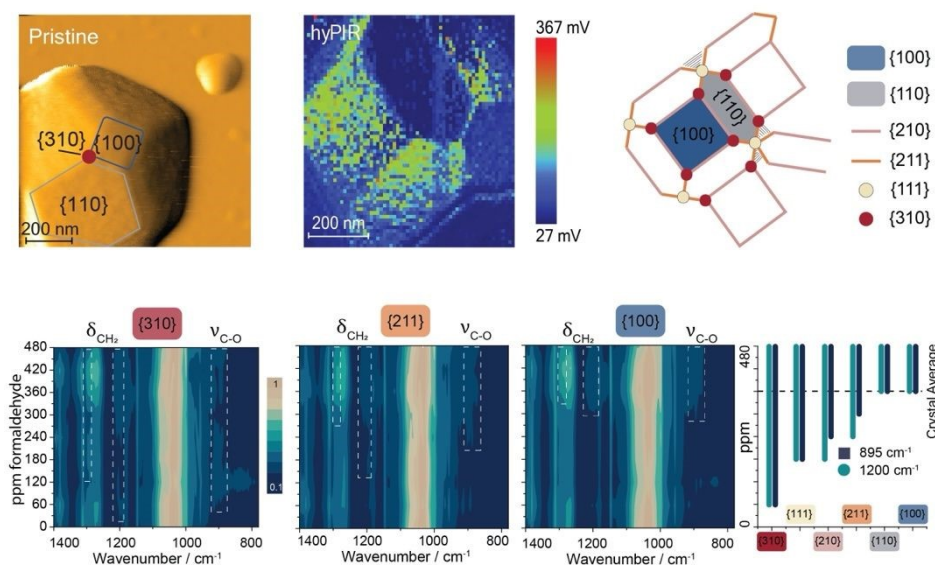 Pristine
{310}
{100}
{110}
200 nm
hyPIR
200 nm
367 mV
27 mV
{100}
{110}
{100}
{110}
{210}
{211}
{111}
{310}
δCH₂
{310}
νC-O
δCH₂
{211}
νC-O
δCH₂
{100}
νC-O
ppm formaldehyde
480
420
360
300
240
180
120
60
0
1
0.1
1400 1200 1000 800
Wavenumber / cm⁻¹
1400 1200 1000 800
Wavenumber / cm⁻¹
1400 1200 1000 800
Wavenumber / cm⁻¹
480
ppm
0
Crystal Average
895 cm⁻¹
1200 cm⁻¹
{111} {211} {100}
{310} {210} {110}